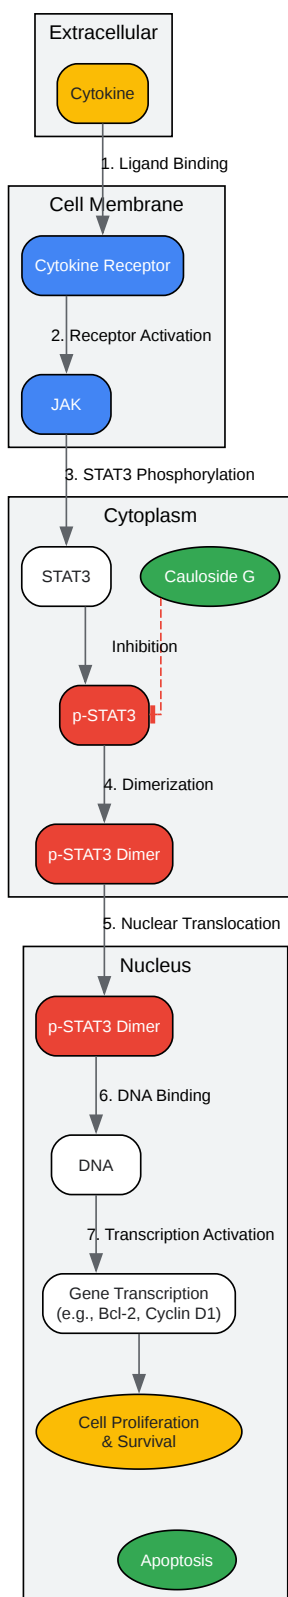 Extracellular
Cytokine
1. Ligand Binding
Cell Membrane
Cytokine Receptor
2. Receptor Activation
JAK
3. STAT3 Phosphorylation
Cytoplasm
STAT3
Cauloside G
Inhibition
p-STAT3
4. Dimerization
p-STAT3 Dimer
5. Nuclear Translocation
Nucleus
p-STAT3 Dimer
6. DNA Binding
DNA
7. Transcription Activation
Gene Transcription
(e.g., Bcl-2, Cyclin D1)
Cell Proliferation
& Survival
Apoptosis